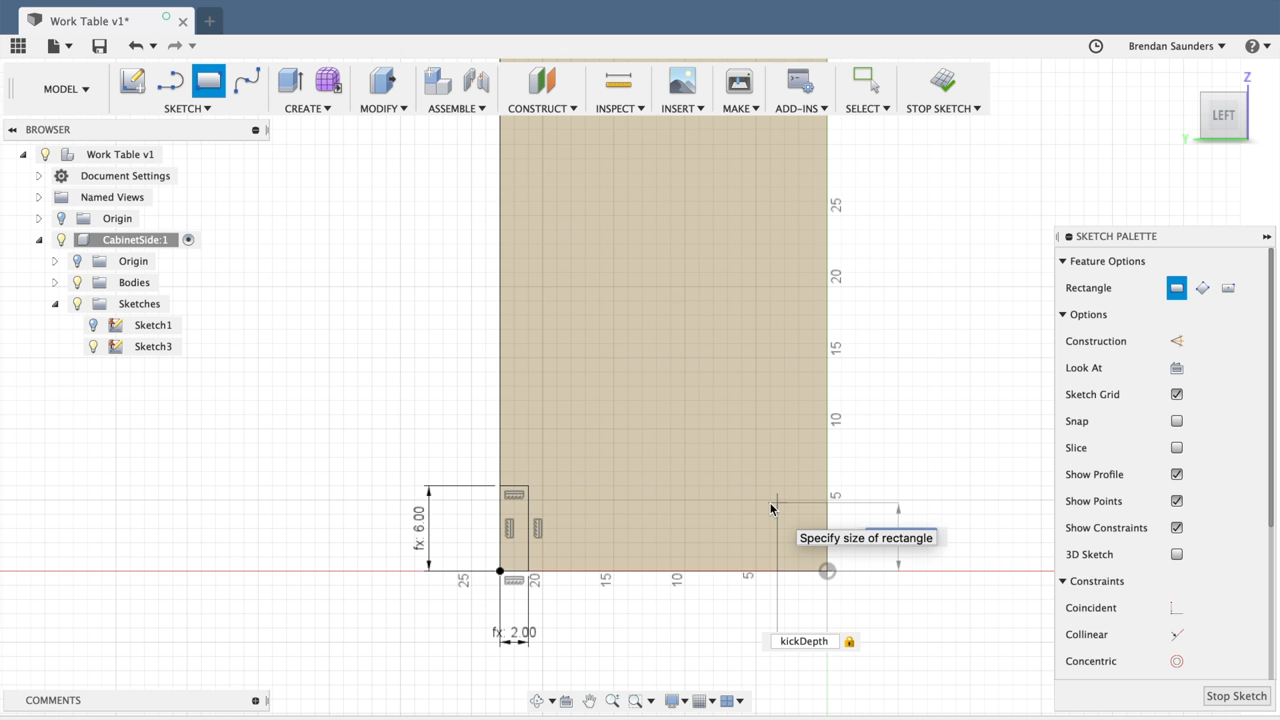 Work Table v1*
Brendan Saunders
MODEL
SKETCH
CREATE
MODIFY
ASSEMBLE
CONSTRUCT
INSPECT
INSERT
MAKE
ADD-INS
SELECT
STOP SKETCH
Z
LEFT
Y
BROWSER
Work Table v1
Document Settings
Named Views
Origin
CabinetSide:1
Origin
Bodies
Sketches
Sketch1
Sketch3
25
20
15
10
5
fx: 6.00
25
20
15
10
5
fx: 2.00
Specify size of rectangle
kickDepth
SKETCH PALETTE
Feature Options
Rectangle
Options
Construction
Look At
Sketch Grid
Snap
Slice
Show Profile
Show Points
Show Constraints
3D Sketch
Constraints
Coincident
Collinear
Concentric
Stop Sketch
COMMENTS